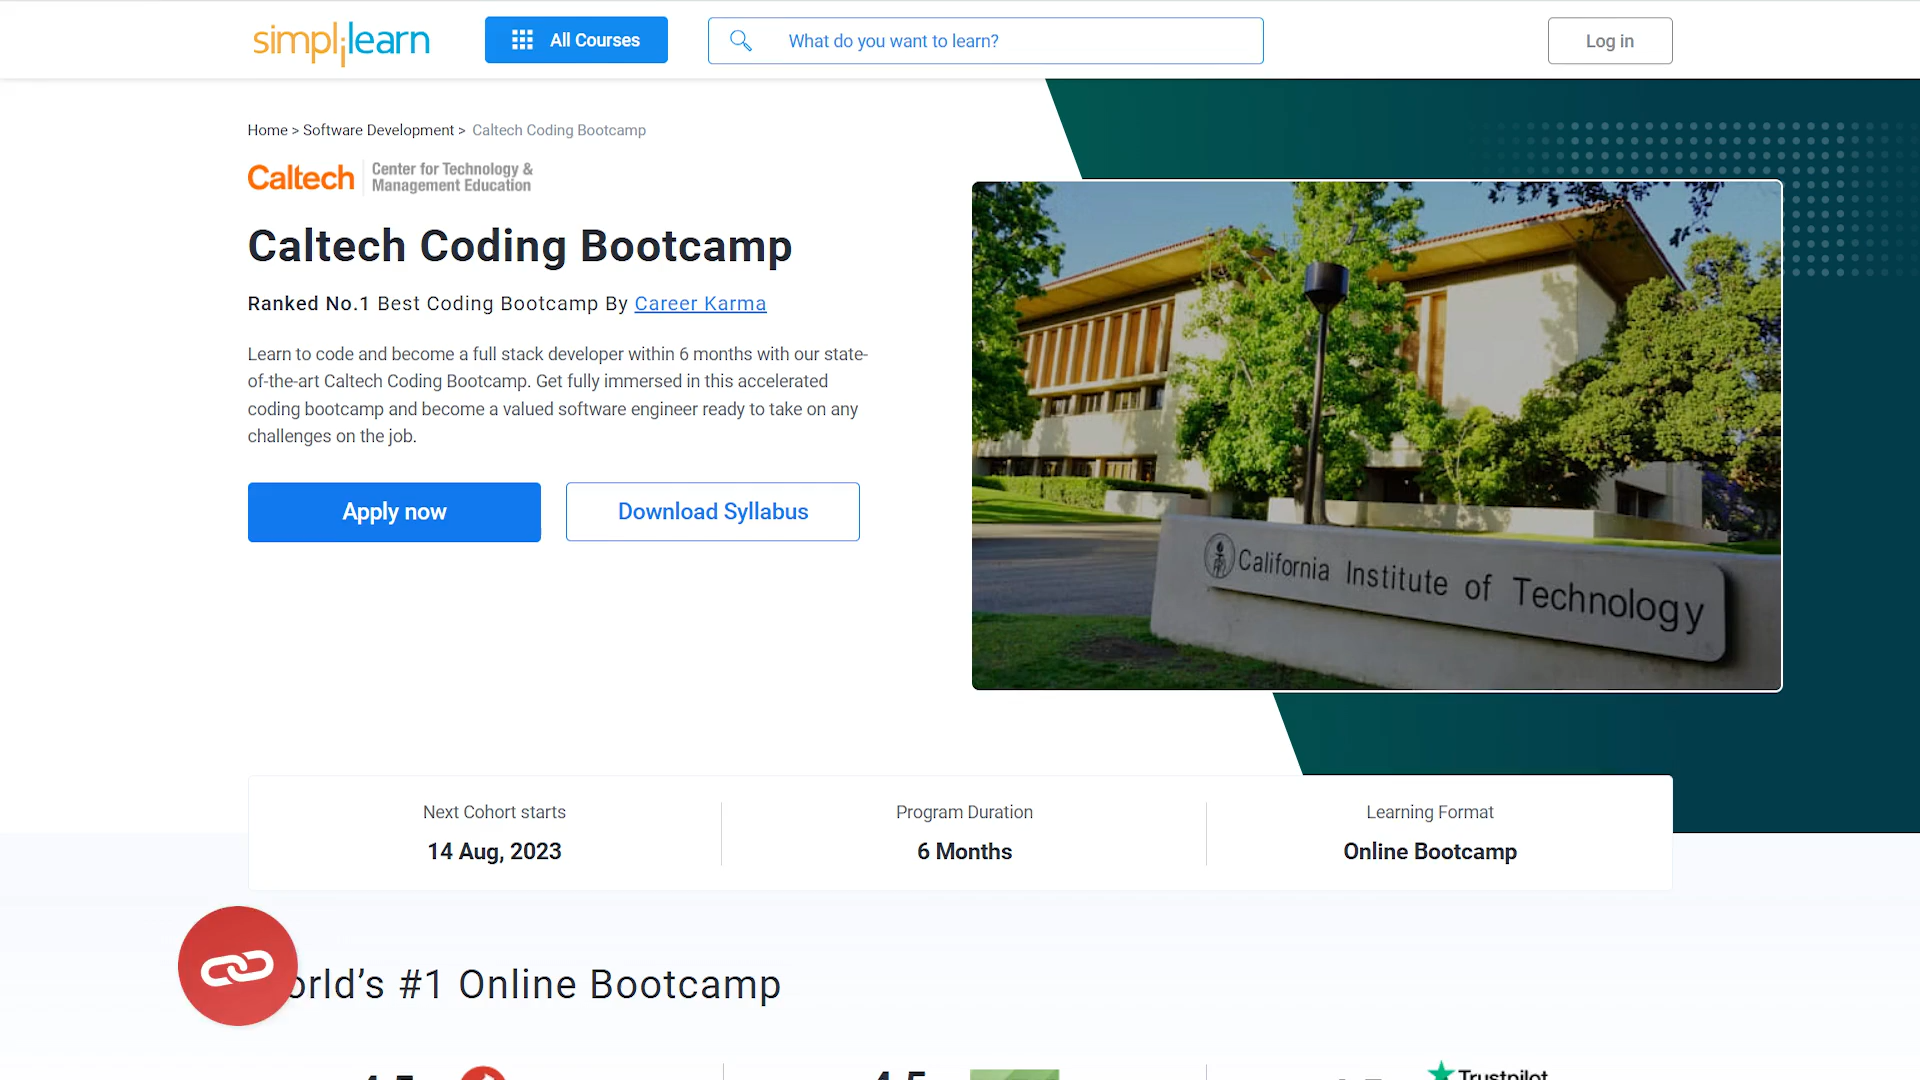 simplilearn
All Courses
What do you want to learn?
Log in
Home > Software Development > Caltech Coding Bootcamp
Caltech
Center for Technology &
Management Education
Caltech Coding Bootcamp
Ranked No.1 Best Coding Bootcamp By Career Karma
Learn to code and become a full stack developer within 6 months with our state-
of-the-art Caltech Coding Bootcamp. Get fully immersed in this accelerated
coding bootcamp and become a valued software engineer ready to take on any
challenges on the job.
Apply now
Download Syllabus
California Institute of Technology
Next Cohort starts
14 Aug, 2023
Program Duration
6 Months
Learning Format
Online Bootcamp
orld's #1 Online Bootcamp
4.5
Trustpilot